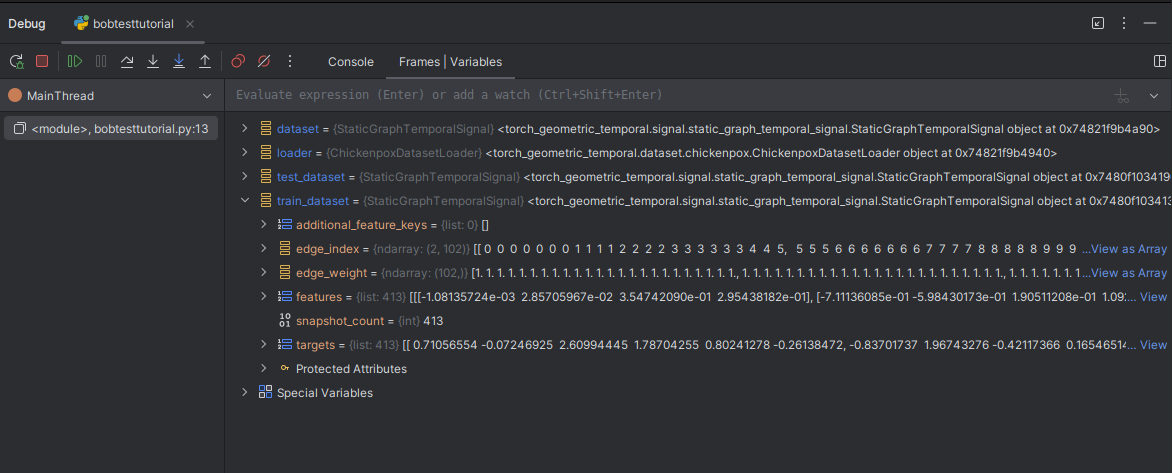 Debug bobtesttutorial
Console Frames | Variables
MainThread
Evaluate expression (Enter) or add a watch (Ctrl+Shift+Enter)
<module>, bobtesttutorial.py:13
dataset = {StaticGraphTemporalSignal} <torch_geometric_temporal.signal.static_graph_temporal_signal.StaticGraphTemporalSignal object at 0x74821f9b4a90>
loader = {ChickenpoxDatasetLoader} <torch_geometric_temporal.dataset.chickenpox.ChickenpoxDatasetLoader object at 0x74821f9b4940>
test_dataset = {StaticGraphTemporalSignal} <torch_geometric_temporal.signal.static_graph_temporal_signal.StaticGraphTemporalSignal object at 0x7480f103419
train_dataset = {StaticGraphTemporalSignal} <torch_geometric_temporal.signal.static_graph_temporal_signal.StaticGraphTemporalSignal object at 0x7480f103413
additional_feature_keys = {list: 0} []
edge_index = {ndarray: (2, 102)} [[ 0 0 0 0 0 0 0 1 1 1 1 2 2 2 2 3 3 3 3 3 3 4 4 5, 5 5 5 6 6 6 6 6 6 6 7 7 7 7 8 8 8 8 8 9 9 9 ...View as Array
edge_weight = {ndarray: (102,)} [1. 1. 1. 1. 1. 1. 1. 1. 1. 1. 1. 1. 1. 1. 1. 1. 1. 1. 1. 1. 1. 1. 1. 1., 1. 1. 1. 1. 1. 1. 1. 1. 1. 1. 1. 1. 1. 1. 1. 1. 1. 1. 1. 1. 1. 1. 1. 1., 1. 1. 1. 1. 1. 1. 1 ...View as Array
features = {list: 413} [[[-1.08135724e-03 2.85705967e-02 3.54742090e-01 2.95438182e-01], [-7.11136085e-01 -5.98430173e-01 1.90511208e-01 1.09... View
10
01 snapshot_count = {int} 413
targets = {list: 413} [[ 0.71056554 -0.07246925 2.60994445 1.78704255 0.80241278 -0.26138472, -0.83701737 1.96743276 -0.42117366 0.16546514... View
Protected Attributes
Special Variables